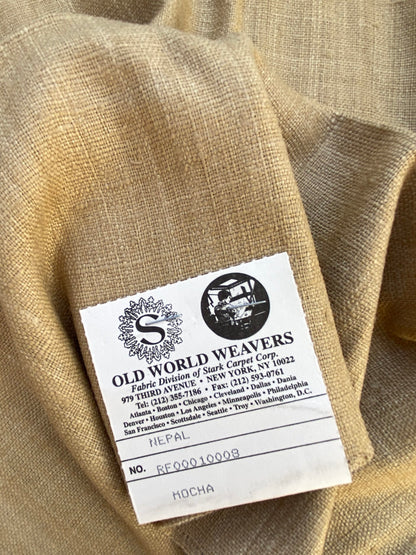 S
OLD WORLD WEAVERS
Fabric Division of Stark Carpet Corp.
979 THIRD AVENUE • NEW YORK, NY 10022
Tel: (212) 355-7186 • Fax: (212) 593-0761
Atlanta • Boston • Chicago • Cleveland • Dallas • Dania
Denver • Houston • Los Angeles • Minneapolis • Philadelphia
San Francisco • Scottsdale • Seattle • Troy • Washington, D.C.
NEPAL
NO. RF00010008
MOCHA